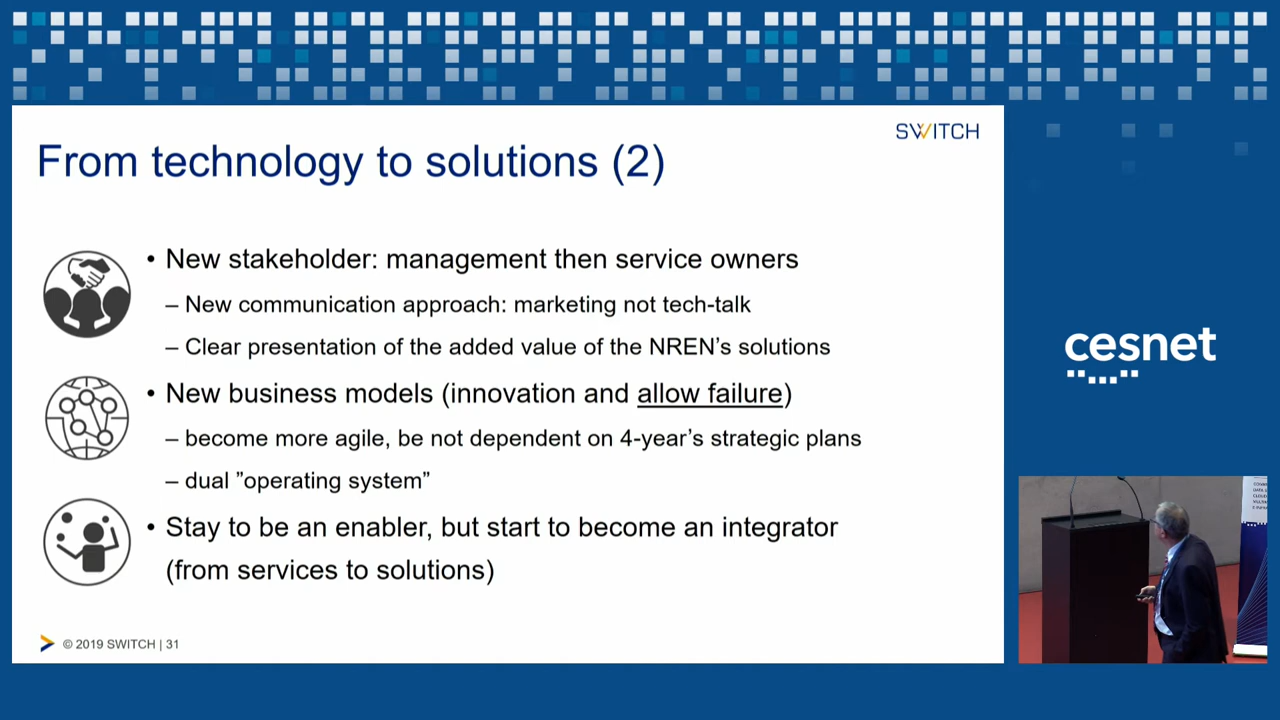 SWITCH
From technology to solutions (2)
• New stakeholder: management then service owners
– New communication approach: marketing not tech-talk
– Clear presentation of the added value of the NREN’s solutions
• New business models (innovation and allow failure)
– become more agile, be not dependent on 4-year’s strategic plans
– dual ”operating system”
• Stay to be an enabler, but start to become an integrator
(from services to solutions)
© 2019 SWITCH | 31
cesnet